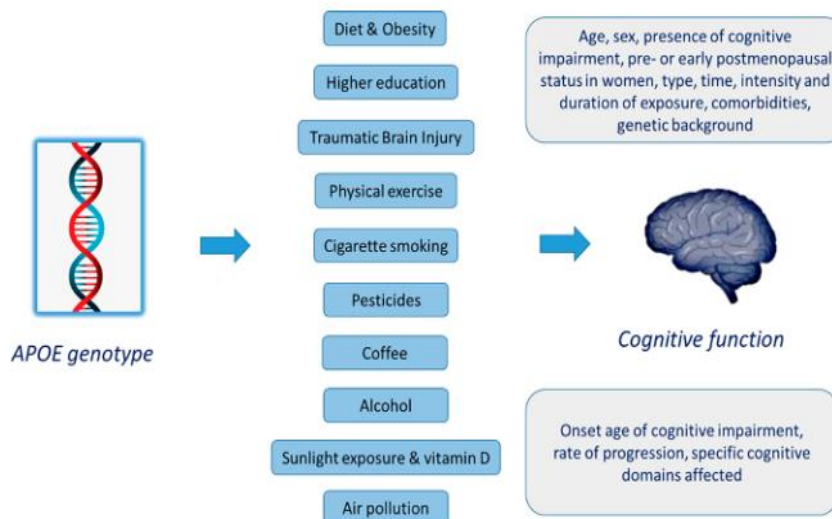 APOE genotype
Diet & Obesity
Higher education
Traumatic Brain Injury
Physical exercise
Cigarette smoking
Pesticides
Coffee
Alcohol
Sunlight exposure & vitamin D
Air pollution
Age, sex, presence of cognitive
impairment, pre- or early postmenopausal
status in women, type, time, intensity and
duration of exposure, comorbidities,
genetic background
Cognitive function
Onset age of cognitive impairment,
rate of progression, specific cognitive
domains affected